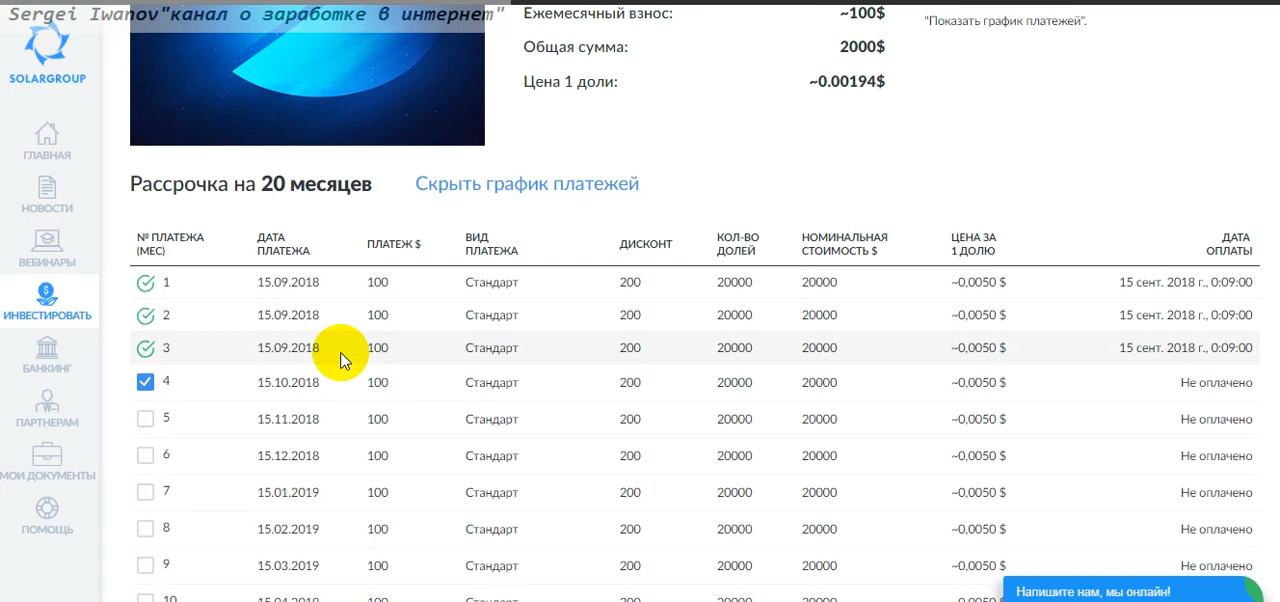 Sergei Iwanov"канал о заработке в интернет"
SOLARGROUP
ГЛАВНАЯ
НОВОСТИ
ВЕБИНАРЫ
ИНВЕСТИРОВАТЬ
БАНКИНГ
ПАРТНЕРАМ
МОИ ДОКУМЕНТЫ
ПОМОЩЬ
Ежемесячный взнос: ~100$
Общая сумма: 2000$
Цена 1 доли: ~0.00194$
"Показать график платежей".
Рассрочка на 20 месяцев Скрыть график платежей
№ ПЛАТЕЖА (МЕС) ДАТА ПЛАТЕЖА ПЛАТЕЖ $ ВИД ПЛАТЕЖА ДИСКОНТ КОЛ-ВО ДОЛЕЙ НОМИНАЛЬНАЯ СТОИМОСТЬ $ ЦЕНА ЗА 1 ДОЛЮ ДАТА ОПЛАТЫ
1 15.09.2018 100 Стандарт 200 20000 20000 ~0,0050 $ 15 сент. 2018 г., 0:09:00
2 15.09.2018 100 Стандарт 200 20000 20000 ~0,0050 $ 15 сент. 2018 г., 0:09:00
3 15.09.2018 100 Стандарт 200 20000 20000 ~0,0050 $ 15 сент. 2018 г., 0:09:00
4 15.10.2018 100 Стандарт 200 20000 20000 ~0,0050 $ Не оплачено
5 15.11.2018 100 Стандарт 200 20000 20000 ~0,0050 $ Не оплачено
6 15.12.2018 100 Стандарт 200 20000 20000 ~0,0050 $ Не оплачено
7 15.01.2019 100 Стандарт 200 20000 20000 ~0,0050 $ Не оплачено
8 15.02.2019 100 Стандарт 200 20000 20000 ~0,0050 $ Не оплачено
9 15.03.2019 100 Стандарт 200 20000 20000 ~0,0050 $ Не оплачено
10 15.04.2019 100 Стандарт 200 20000 20000
Напишите нам, мы онлайн!